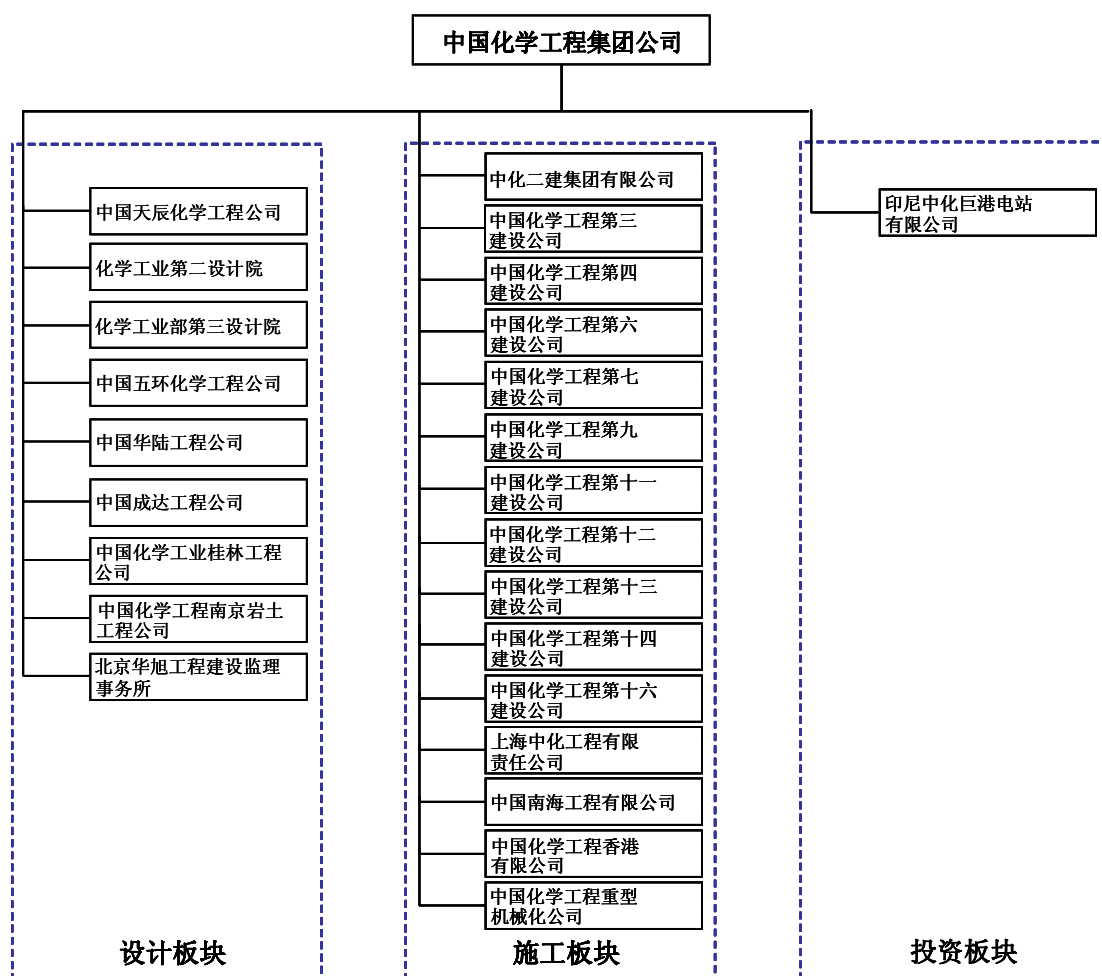 中国化学工程集团公司
中国天辰化学工程公司
化学工业第二设计院
化学工业部第三设计院
中国五环化学工程公司
中国华陆工程公司
中国成达工程公司
中国化学工业桂林工程
公司
中国化学工程南京岩土
工程公司
北京华旭工程建设监理
事务所
设计板块
中化二建集团有限公司
中国化学工程第三
建设公司
中国化学工程第四
建设公司
中国化学工程第六
建设公司
中国化学工程第七
建设公司
中国化学工程第九
建设公司
中国化学工程第十一
建设公司
中国化学工程第十二
建设公司
中国化学工程第十三
建设公司
中国化学工程第十四
建设公司
中国化学工程第十六
建设公司
上海中化工程有限
责任公司
中国南海工程有限公司
中国化学工程香港
有限公司
中国化学工程重型
机械化公司
施工板块
印尼中化巨港电站
有限公司
投资板块